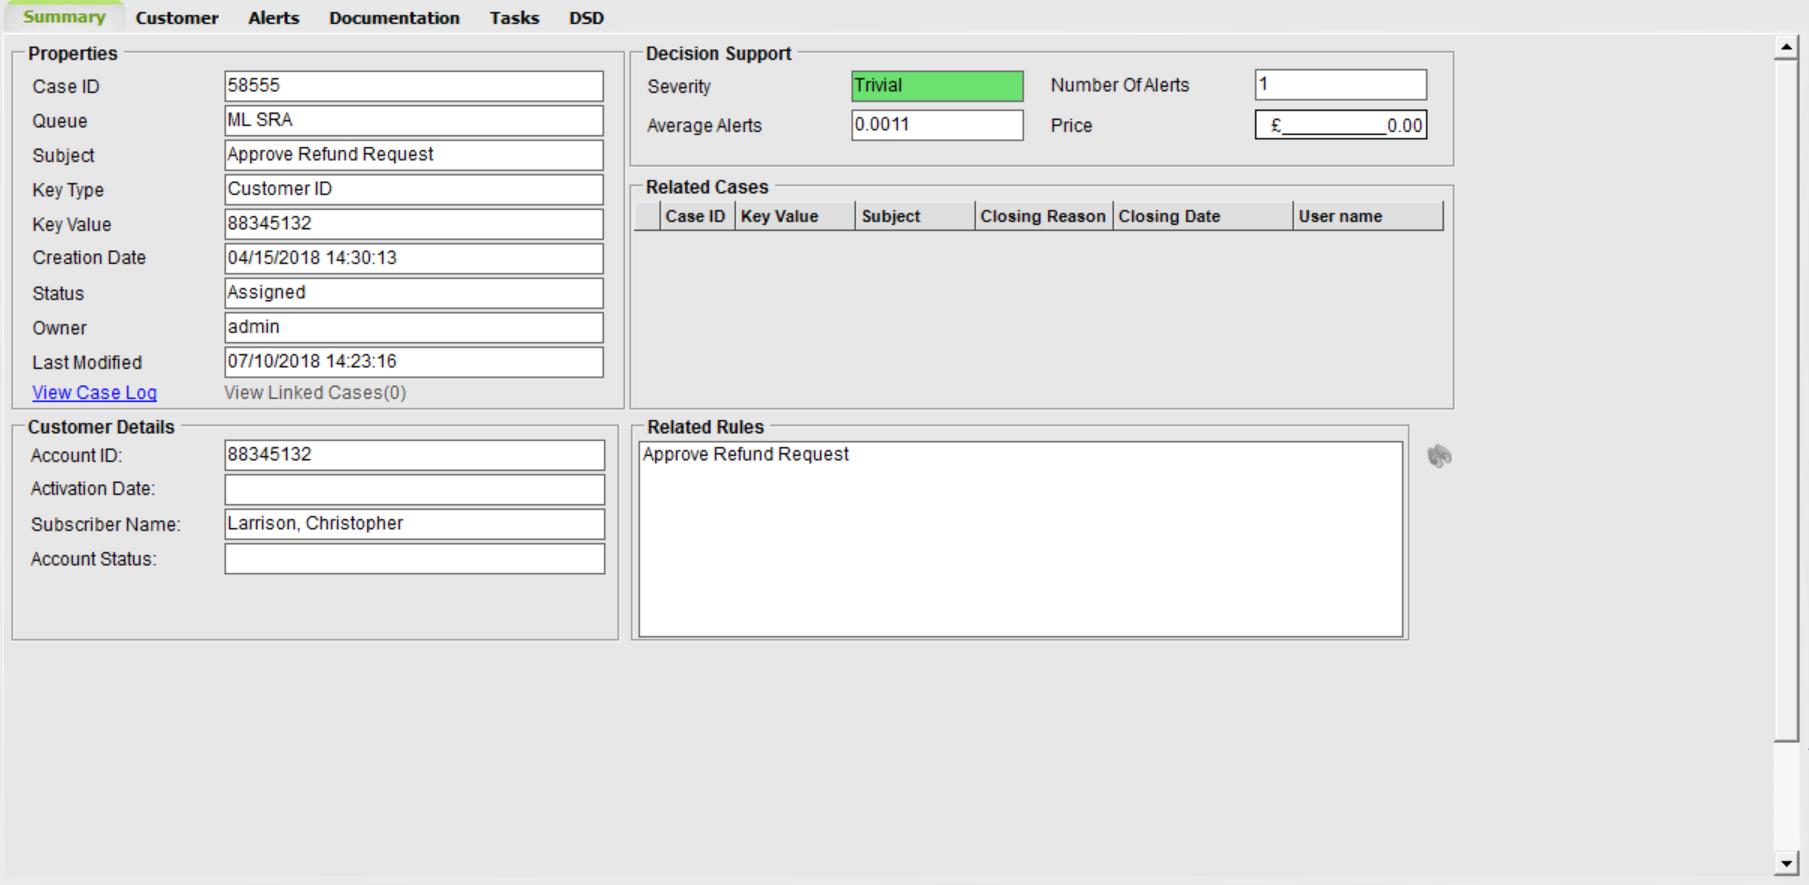 Summary Customer Alerts Documentation Tasks DSD
Properties
Case ID 58555
Queue ML SRA
Subject Approve Refund Request
Key Type Customer ID
Key Value 88345132
Creation Date 04/15/2018 14:30:13
Status Assigned
Owner admin
Last Modified 07/10/2018 14:23:16
View Case Log View Linked Cases(0)
Decision Support
Severity Trivial Number Of Alerts 1
Average Alerts 0.0011 Price £__________0.00
Related Cases
Case ID Key Value Subject Closing Reason Closing Date User name
Customer Details
Account ID: 88345132
Activation Date:
Subscriber Name: Larrison, Christopher
Account Status:
Related Rules
Approve Refund Request